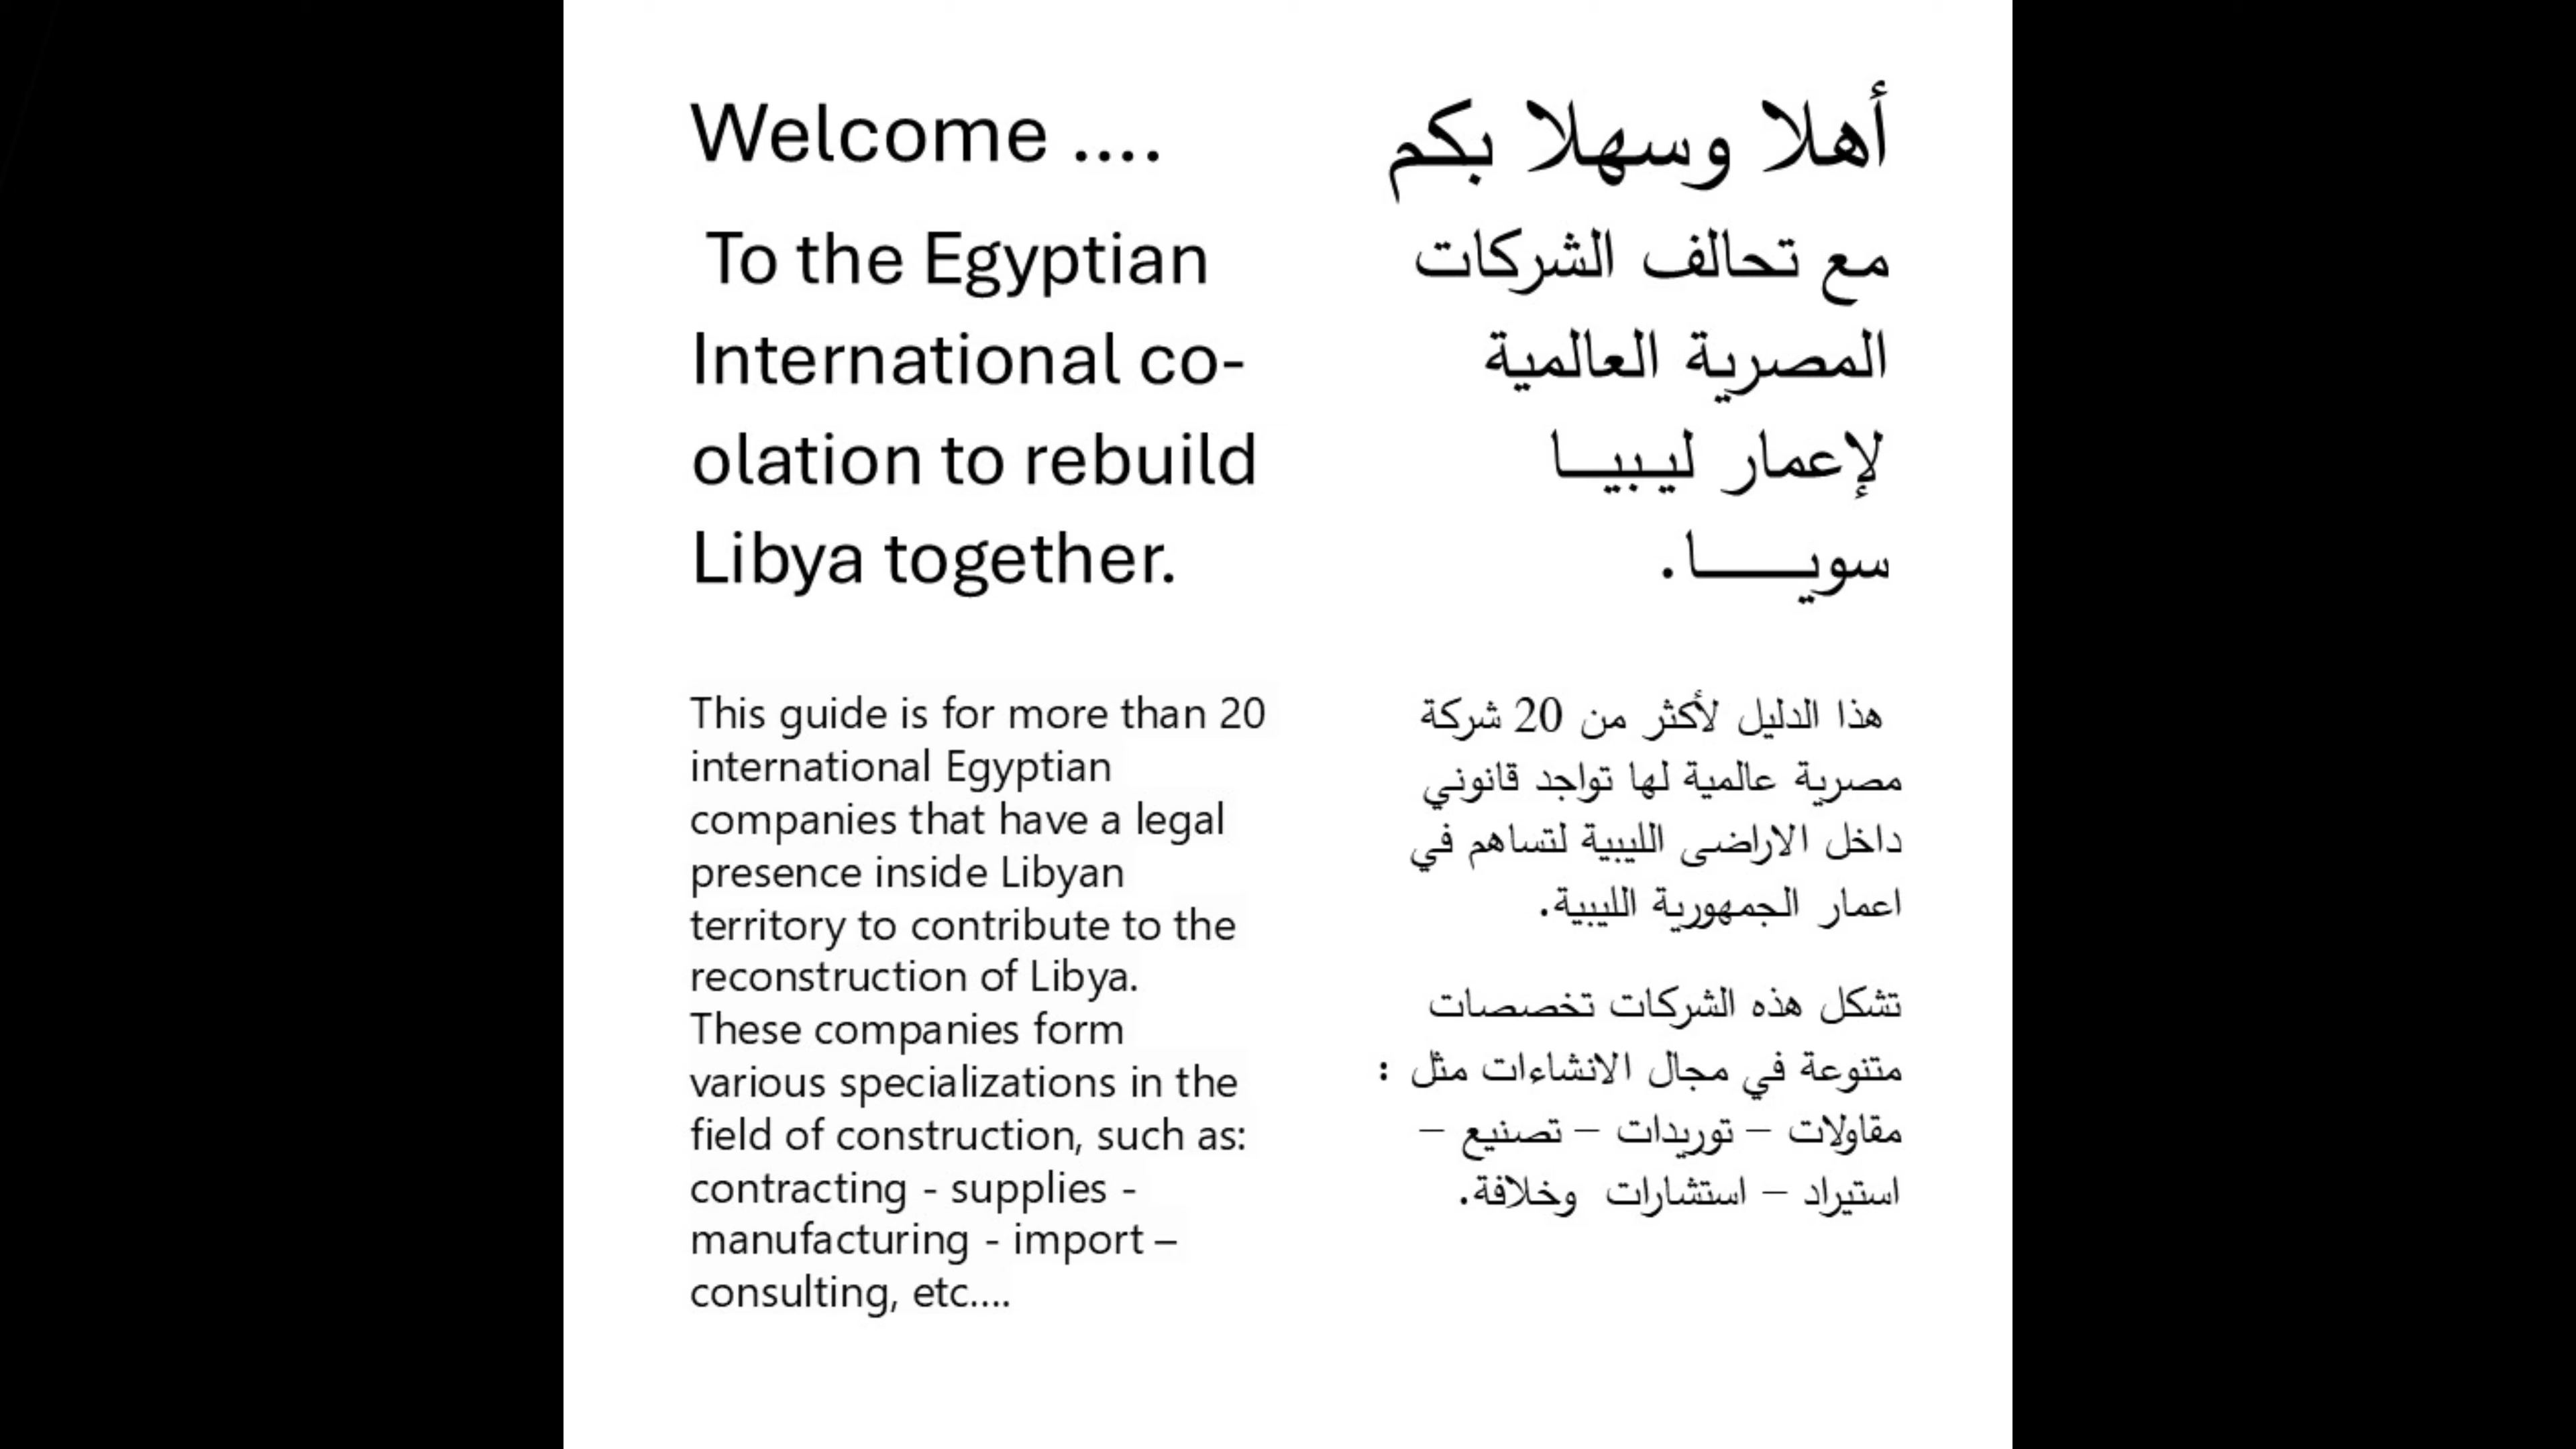 Welcome ....
To the Egyptian
International co-
olation to rebuild
Libya together.
This guide is for more than 20
international Egyptian
companies that have a legal
presence inside Libyan
territory to contribute to the
reconstruction of Libya.
These companies form
various specializations in the
field of construction, such as:
contracting - supplies -
manufacturing - import –
consulting, etc....
أهلا وسهلا بكم
مع تحالف الشركات
المصرية العالمية
لإعمار ليبيــا
سويـــــا.
هذا الدليل لأكثر من 20 شركة
مصرية عالمية لها تواجد قانوني
داخل الاراضى الليبية لتساهم في
اعمار الجمهورية الليبية.
تشكل هذه الشركات تخصصات
متنوعة في مجال الانشاءات مثل :
مقاولات – توريدات – تصنيع –
استيراد – استشارات وخلافة.